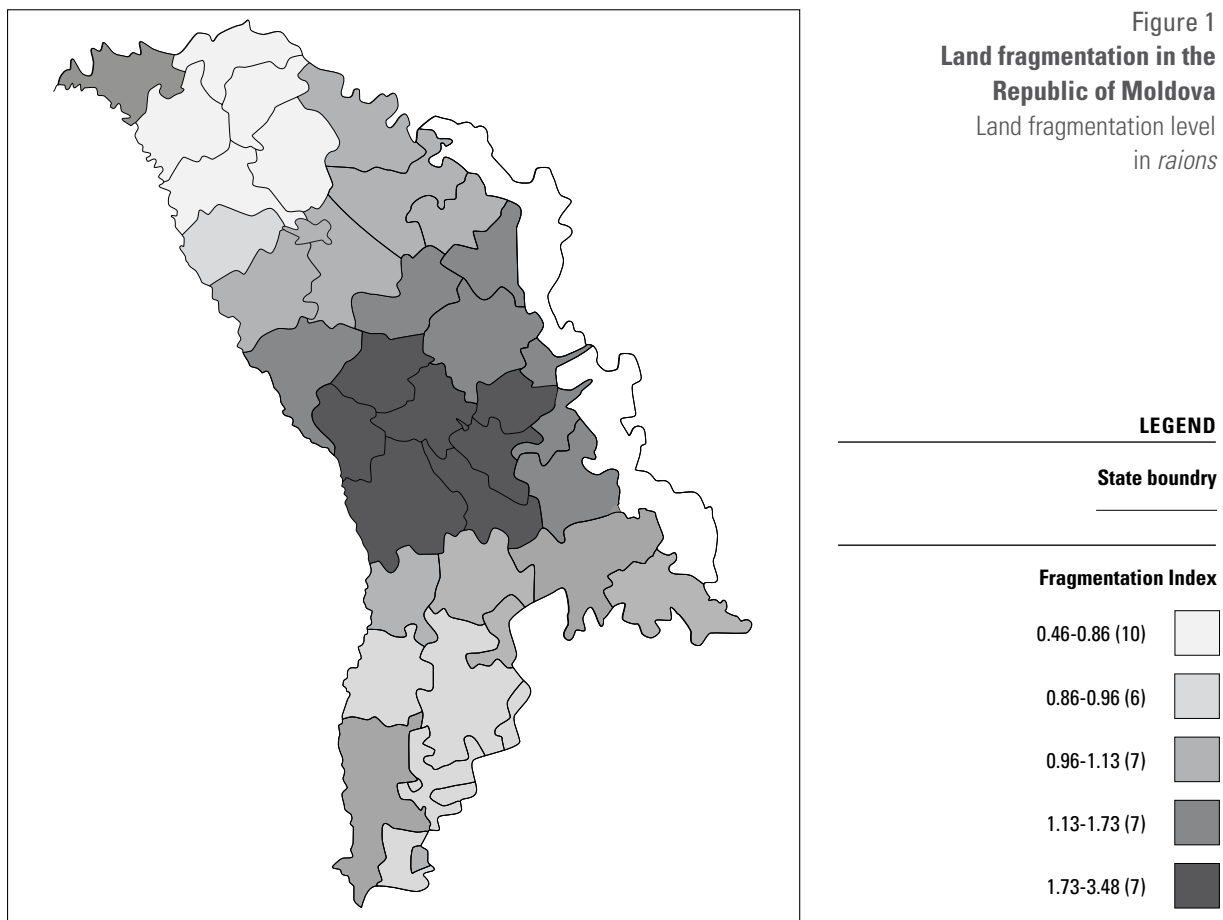 Figure 1
Land fragmentation in the
Republic of Moldova
Land fragmentation level
in raions
LEGEND
State boundry
Fragmentation Index
0.46-0.86 (10)
0.86-0.96 (6)
0.96-1.13 (7)
1.13-1.73 (7)
1.73-3.48 (7)